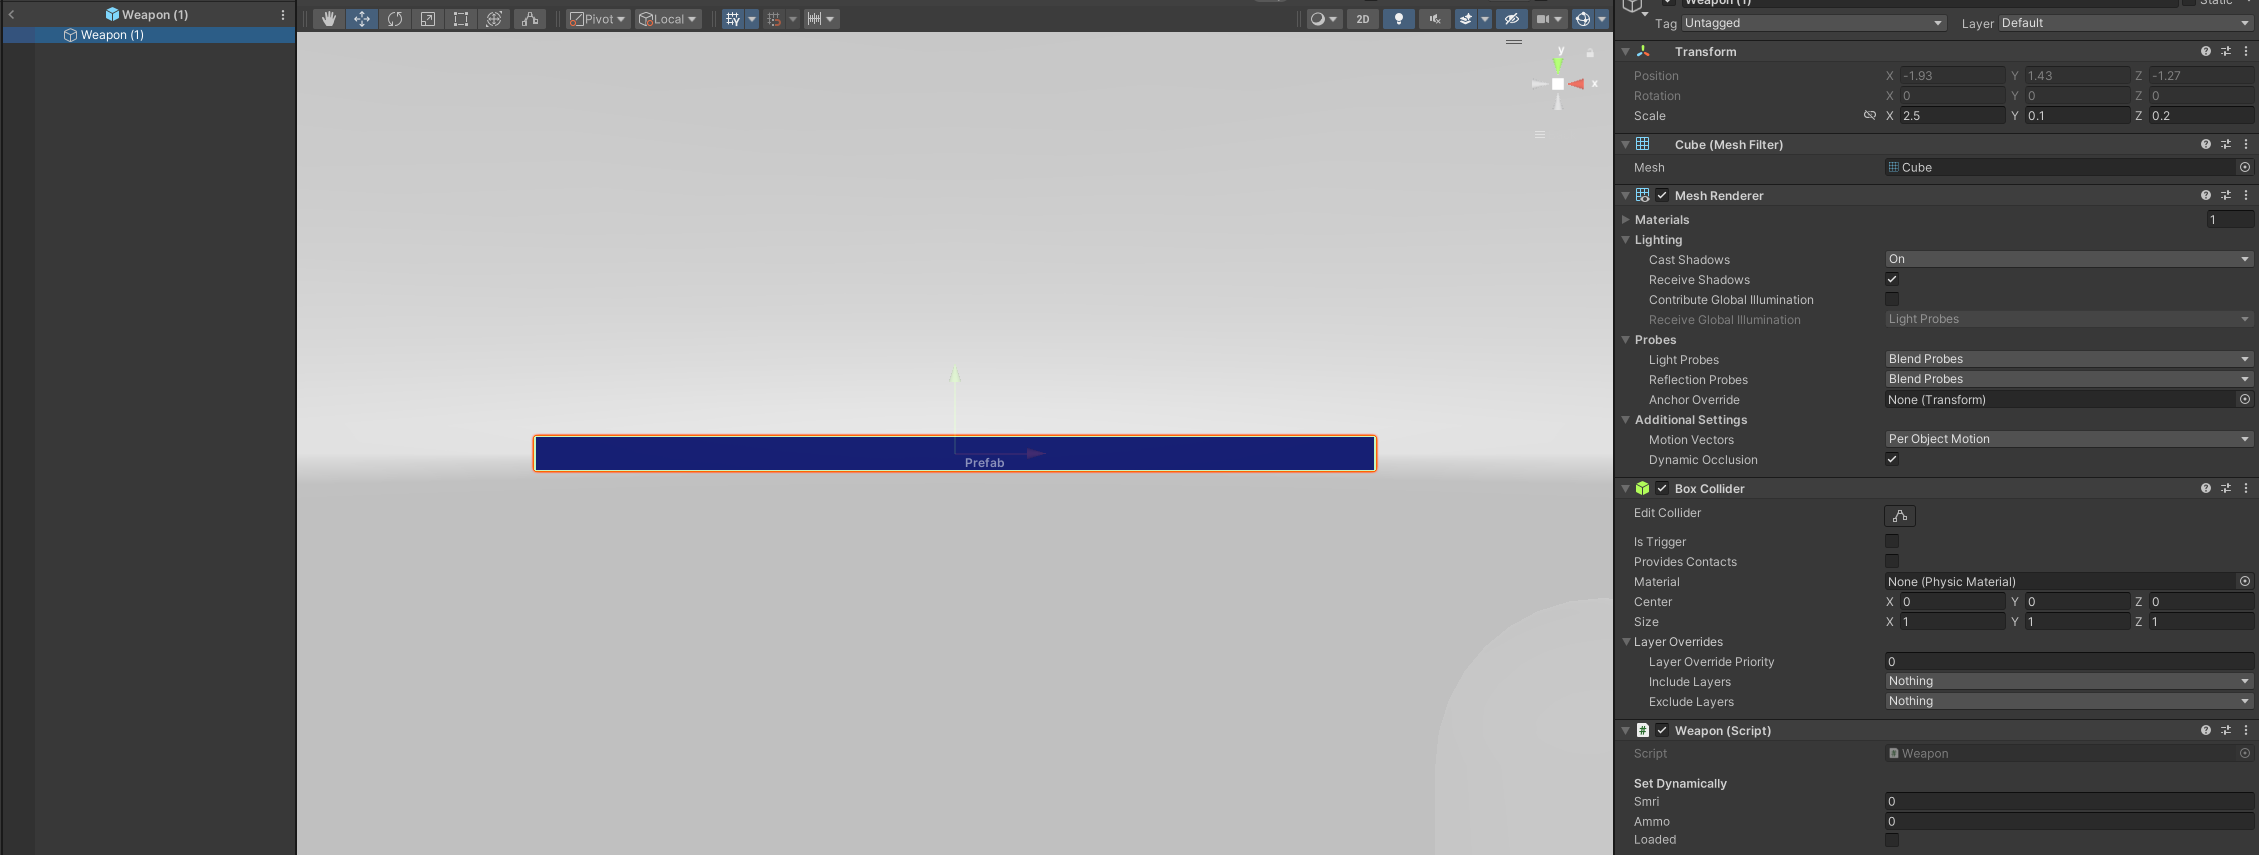 Weapon (1)
Weapon (1)
Pivot
Local
2D
y
x
Prefab
Weapon (1)
Static
Tag Untagged Layer Default
Transform
Position X -1.93 Y 1.43 Z -1.27
Rotation X 0 Y 0 Z 0
Scale X 2.5 Y 0.1 Z 0.2
Cube (Mesh Filter)
Mesh Cube
Mesh Renderer
Materials 1
Lighting
Cast Shadows On
Receive Shadows
Contribute Global Illumination
Receive Global Illumination Light Probes
Probes
Light Probes Blend Probes
Reflection Probes Blend Probes
Anchor Override None (Transform)
Additional Settings
Motion Vectors Per Object Motion
Dynamic Occlusion
Box Collider
Edit Collider
Is Trigger
Provides Contacts
Material None (Physic Material)
Center X 0 Y 0 Z 0
Size X 1 Y 1 Z 1
Layer Overrides
Layer Override Priority 0
Include Layers Nothing
Exclude Layers Nothing
# Weapon (Script)
Script Weapon
Set Dynamically
Smri 0
Ammo 0
Loaded